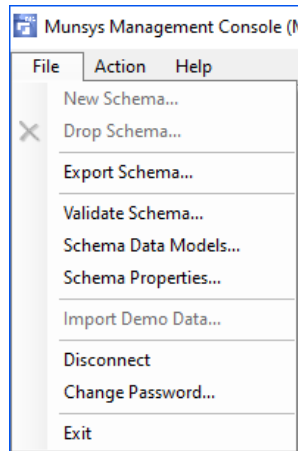 Munsys Management Console (
File Action Help
New Schema...
Drop Schema...
Export Schema...
Validate Schema...
Schema Data Models...
Schema Properties...
Import Demo Data...
Disconnect
Change Password...
Exit